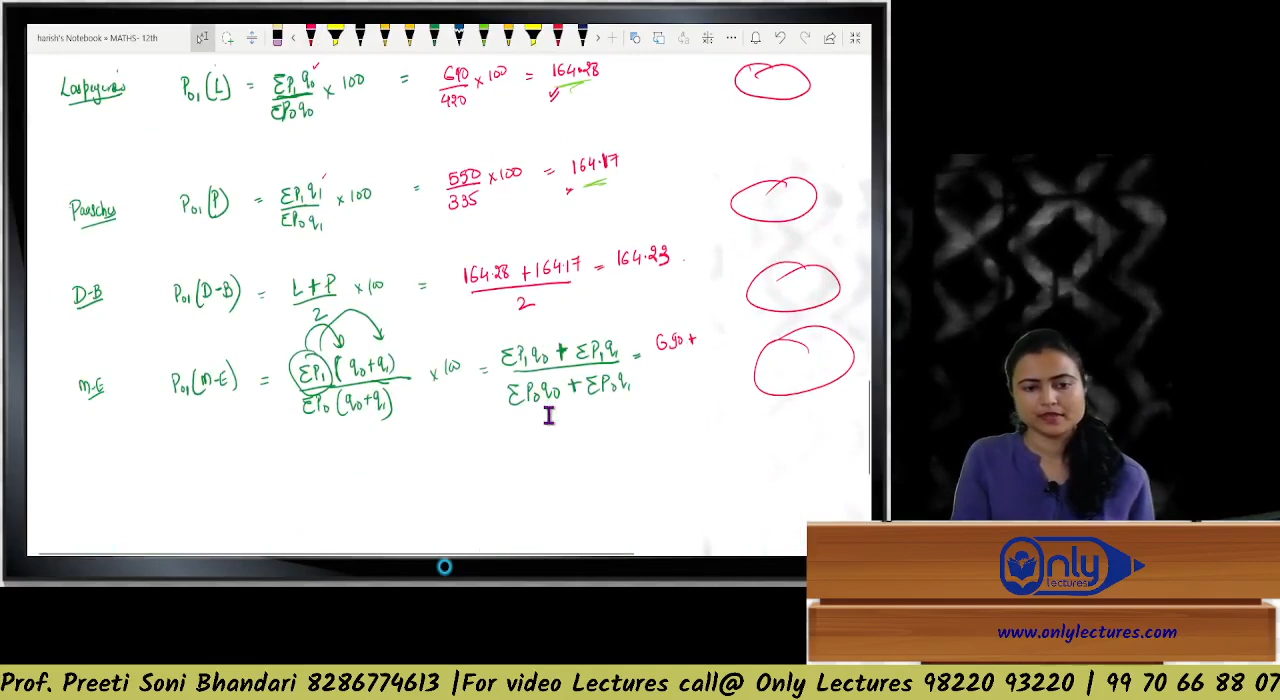 harish's Notebook » MATHS- 12th
Laspeyre's P₀₁(L) = ΣP₁q₀/ΣP₀q₀ × 100 = 690/420 × 100 = 164.28
Paasche's P₀₁(P) = ΣP₁q₁/ΣP₀q₁ × 100 = 550/335 × 100 = 164.17
D-B P₀₁(D-B) = L+P/2 × 100 = 164.28 + 164.17/2 = 164.23
M-E P₀₁(M-E) = ΣP₁(q₀+q₁)/ΣP₀(q₀+q₁) × 100 = ΣP₁q₀ + ΣP₁q₁/ΣP₀q₀ + ΣP₀q₁ = 690 +
Only
lectures
www.onlylectures.com
Prof. Preeti Soni Bhandari 8286774613 |For video Lectures call@ Only Lectures 98220 93220 | 99 70 66 88 07